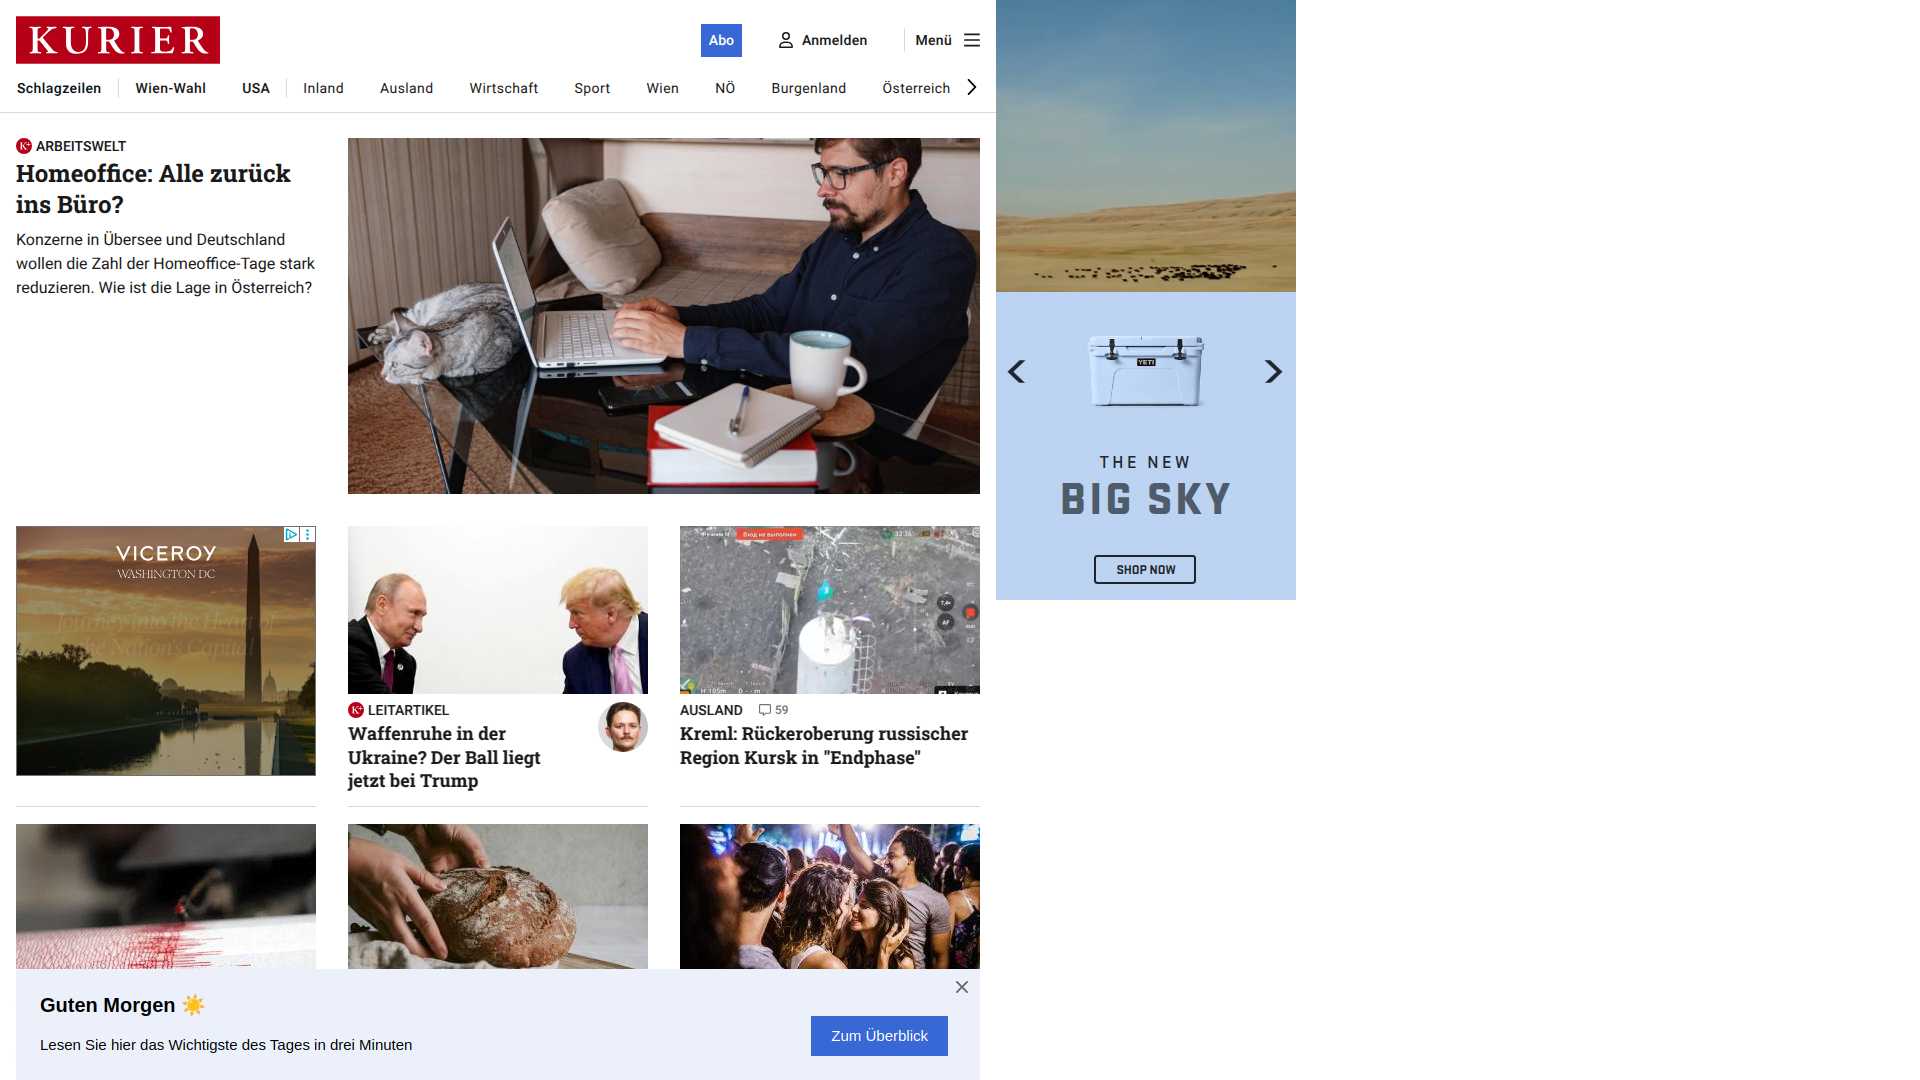 KURIER
Abo
Anmelden
Menü
Schlagzeilen
Wien-Wahl
USA
Inland
Ausland
Wirtschaft
Sport
Wien
NÖ
Burgenland
Österreich
K+ ARBEITSWELT
Homeoffice: Alle zurück
ins Büro?
Konzerne in Übersee und Deutschland
wollen die Zahl der Homeoffice-Tage stark
reduzieren. Wie ist die Lage in Österreich?
YETI
THE NEW
BIG SKY
SHOP NOW
VICEROY
WASHINGTON DC
Journey into the Heart of
the Nation's Capital
K+ LEITARTIKEL
Waffenruhe in der
Ukraine? Der Ball liegt
jetzt bei Trump
Вход не выполнен
AUSLAND 59
Kreml: Rückeroberung russischer
Region Kursk in "Endphase"
Guten Morgen ☀️
Lesen Sie hier das Wichtigste des Tages in drei Minuten
Zum Überblick